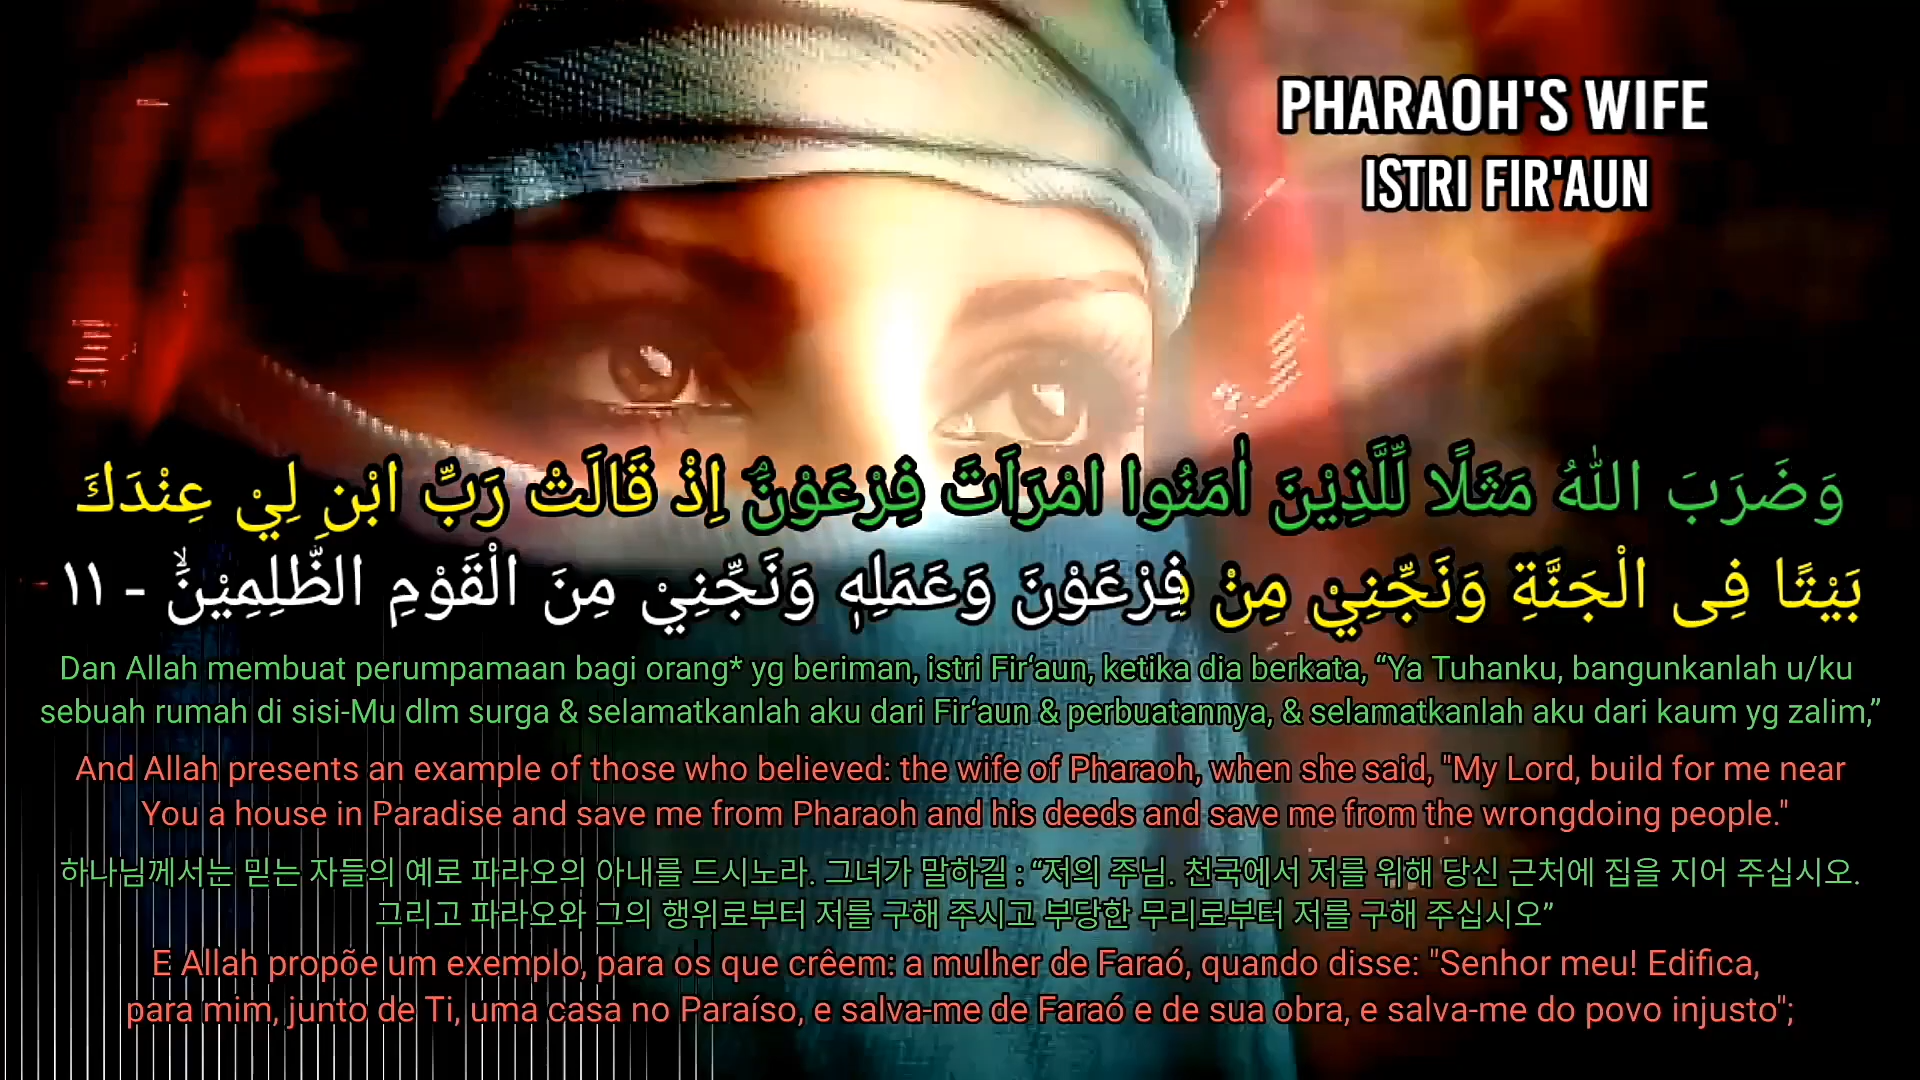 PHARAOH'S WIFE
ISTRI FIR'AUN
وَضَرَبَ اللّٰهُ مَثَلًا لِّلَّذِيْنَ اٰمَنُوا امْرَاَتَ فِرْعَوْنَۘ اِذْ قَالَتْ رَبِّ ابْنِ لِيْ عِنْدَكَ
بَيْتًا فِى الْجَنَّةِ وَنَجِّنِيْ مِنْ فِرْعَوْنَ وَعَمَلِهٖ وَنَجِّنِيْ مِنَ الْقَوْمِ الظّٰلِمِيْنَۙ - ١١
Dan Allah membuat perumpamaan bagi orang* yg beriman, istri Fir‘aun, ketika dia berkata, “Ya Tuhanku, bangunkanlah u/ku
sebuah rumah di sisi-Mu dlm surga & selamatkanlah aku dari Fir‘aun & perbuatannya, & selamatkanlah aku dari kaum yg zalim,”
And Allah presents an example of those who believed: the wife of Pharaoh, when she said, "My Lord, build for me near
You a house in Paradise and save me from Pharaoh and his deeds and save me from the wrongdoing people."
하나님께서는 믿는 자들의 예로 파라오의 아내를 드시노라. 그녀가 말하길 : “저의 주님. 천국에서 저를 위해 당신 근처에 집을 지어 주십시오.
그리고 파라오와 그의 행위로부터 저를 구해 주시고 부당한 무리로부터 저를 구해 주십시오”
E Allah propõe um exemplo, para os que crêem: a mulher de Faraó, quando disse: "Senhor meu! Edifica,
para mim, junto de Ti, uma casa no Paraíso, e salva-me de Faraó e de sua obra, e salva-me do povo injusto";